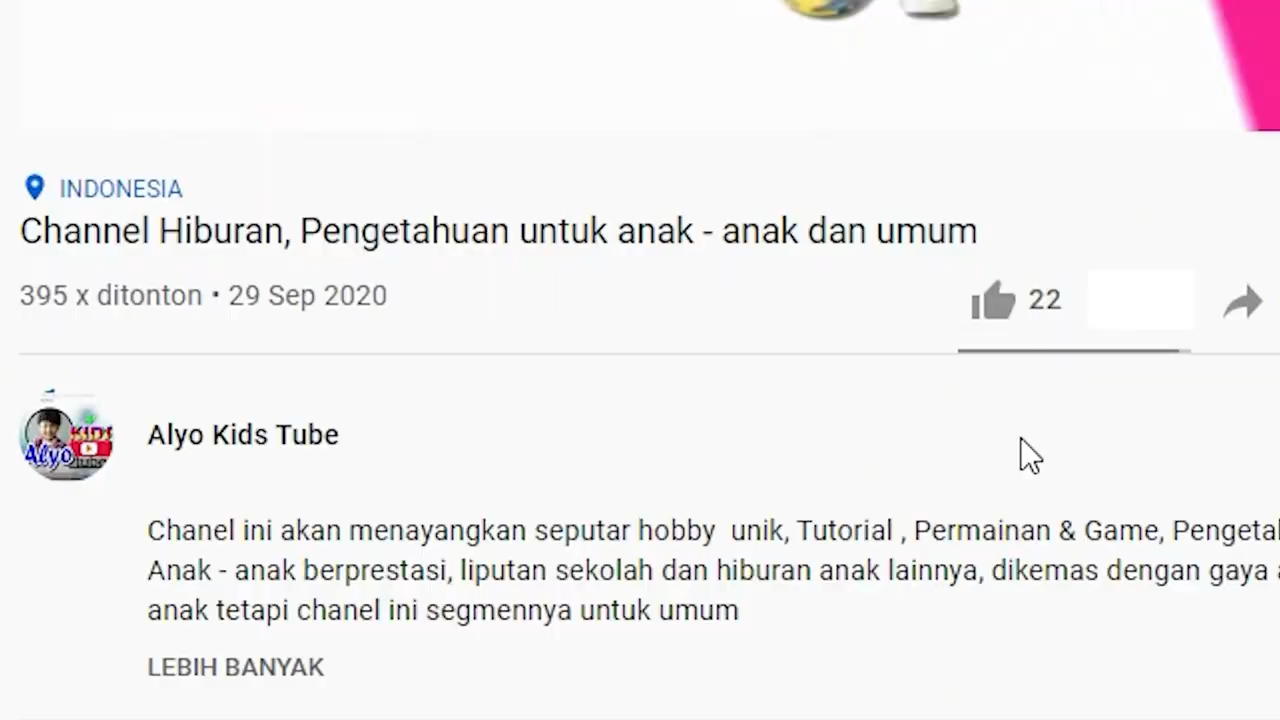 INDONESIA
Channel Hiburan, Pengetahuan untuk anak - anak dan umum
395 x ditonton • 29 Sep 2020
22
KIDS
Alyo
Alyo Kids Tube
Chanel ini akan menayangkan seputar hobby  unik, Tutorial , Permainan & Game,
Anak - anak berprestasi, liputan sekolah dan hiburan anak lainnya, dikemas dengan gaya
anak tetapi chanel ini segmennya untuk umum
LEBIH BANYAK